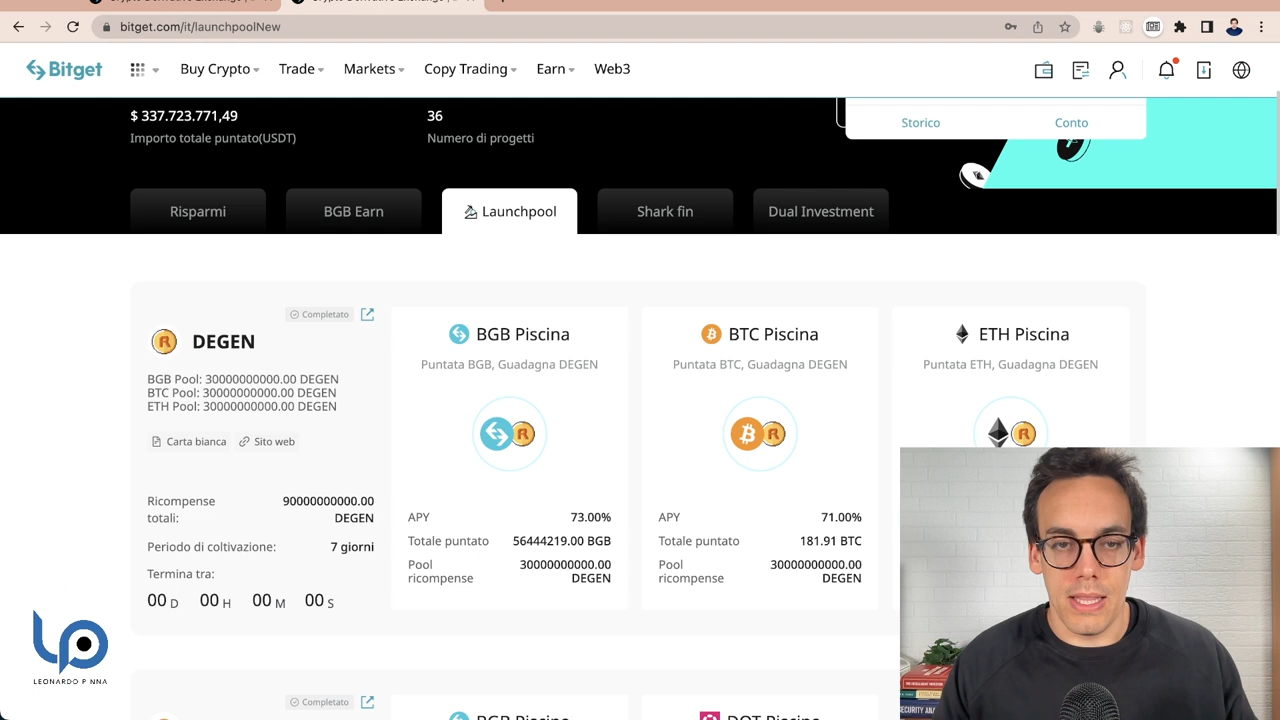 bitget.com/it/launchpoolNew
Bitget
Buy Crypto
Trade
Markets
Copy Trading
Earn
Web3
$ 337.723.771,49
36
Importo totale puntato(USDT)
Numero di progetti
Storico
Conto
Risparmi
BGB Earn
Launchpool
Shark fin
Dual Investment
Completato
DEGEN
BGB Pool: 30000000000.00 DEGEN
BTC Pool: 30000000000.00 DEGEN
ETH Pool: 30000000000.00 DEGEN
Carta bianca
Sito web
Ricompense totali:
90000000000.00 DEGEN
Periodo di coltivazione:
7 giorni
Termina tra:
00 D 00 H 00 M 00 S
BGB Piscina
Puntata BGB, Guadagna DEGEN
APY
73.00%
Totale puntato
56444219.00 BGB
Pool ricompense
30000000000.00 DEGEN
BTC Piscina
Puntata BTC, Guadagna DEGEN
APY
71.00%
Totale puntato
181.91 BTC
Pool ricompense
30000000000.00 DEGEN
ETH Piscina
Puntata ETH, Guadagna DEGEN
LEONARDO PINNA
Completato
BGB Piscina
DOT Piscina